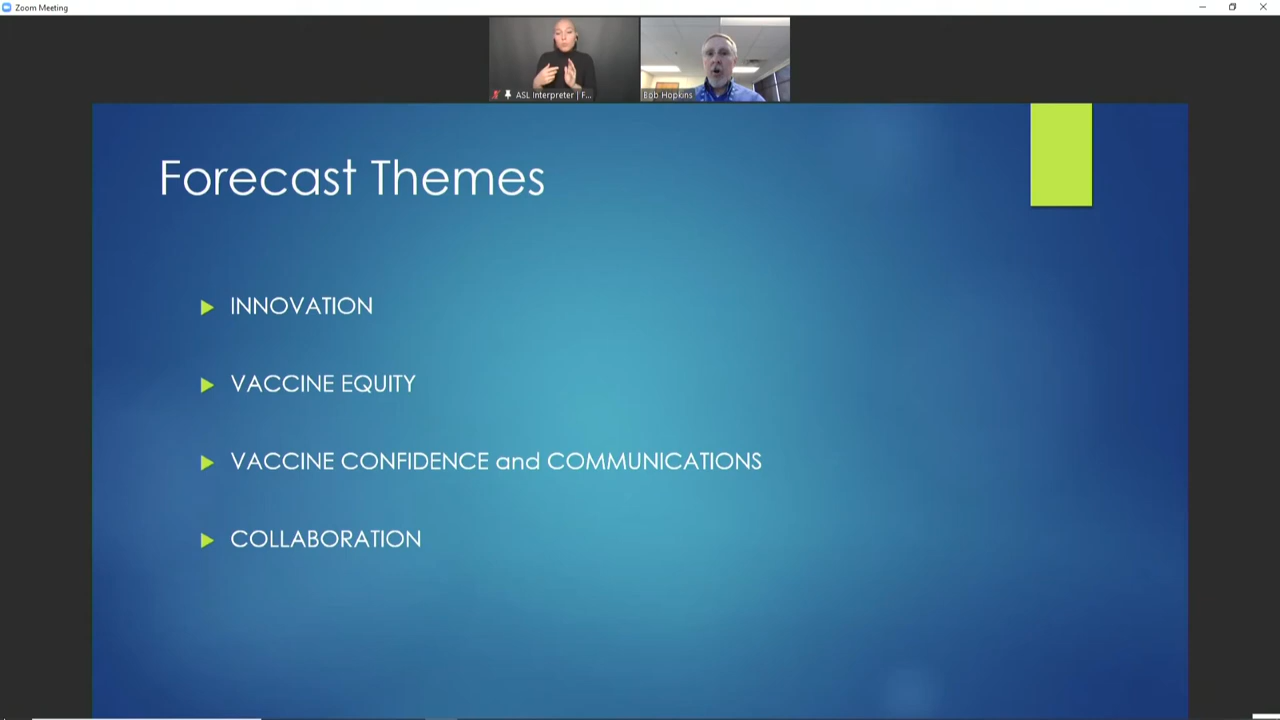 Zoom Meeting
ASL Interpreter | F...
Bob Hopkins
Forecast Themes
INNOVATION
VACCINE EQUITY
VACCINE CONFIDENCE and COMMUNICATIONS
COLLABORATION